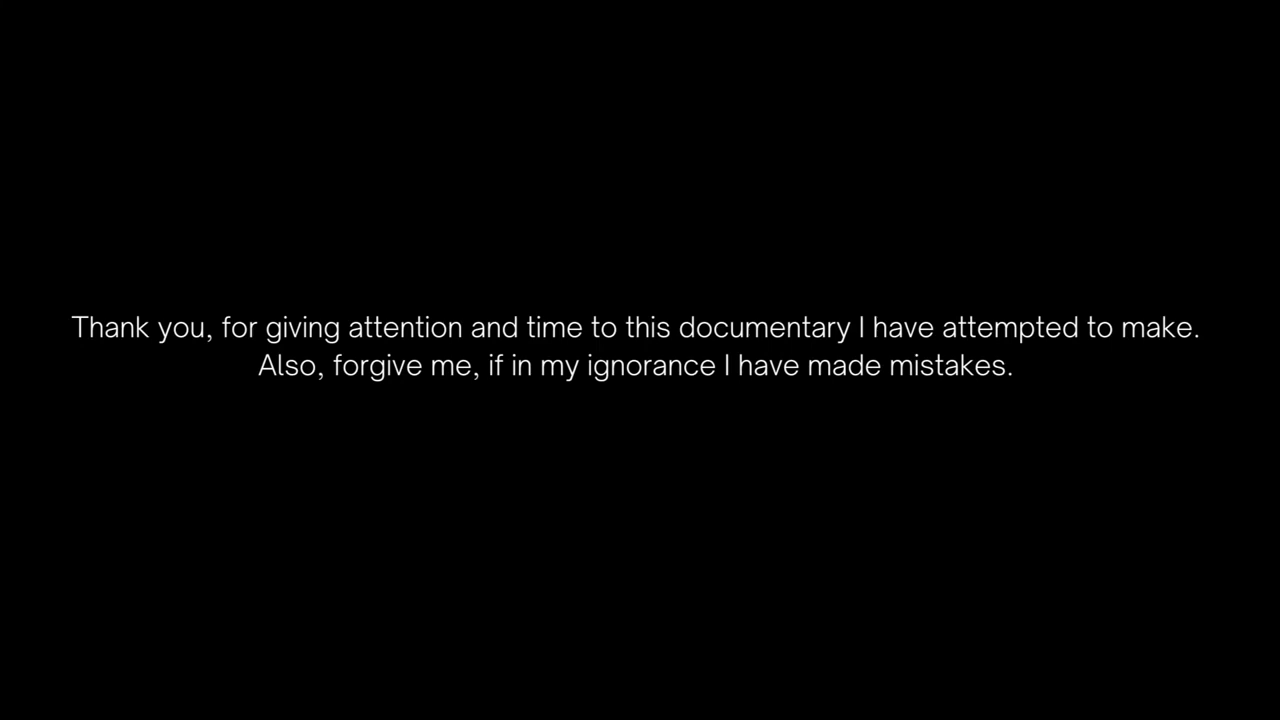 Thank you, for giving attention and time to this documentary I have attempted to make.
Also, forgive me, if in my ignorance I have made mistakes.